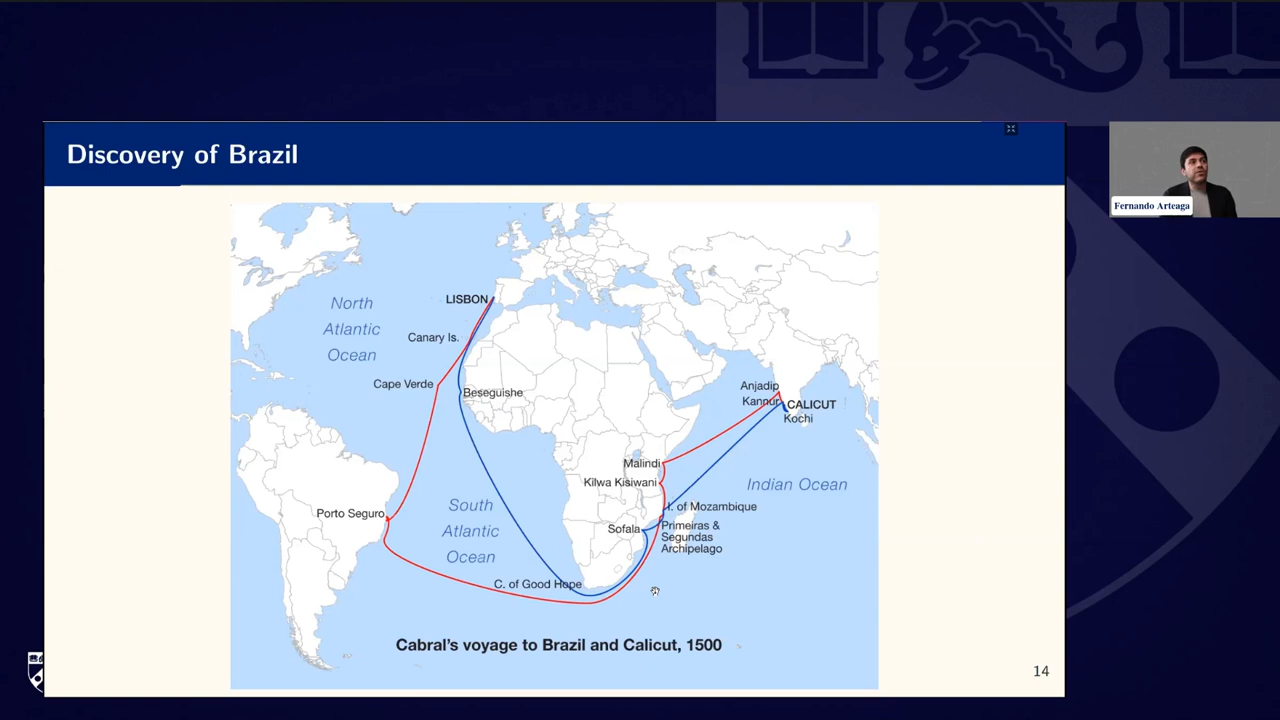 Discovery of Brazil
Fernando Arteaga
North
Atlantic
Ocean
LISBON
Canary Is.
Cape Verde
Beseguishe
Anjadip
Kannur
CALICUT
Kochi
Malindi
Kilwa Kisiwani
Indian Ocean
I. of Mozambique
Porto Seguro
South
Atlantic
Ocean
Sofala
Primeiras &
Segundas
Archipelago
C. of Good Hope
Cabral's voyage to Brazil and Calicut, 1500
14